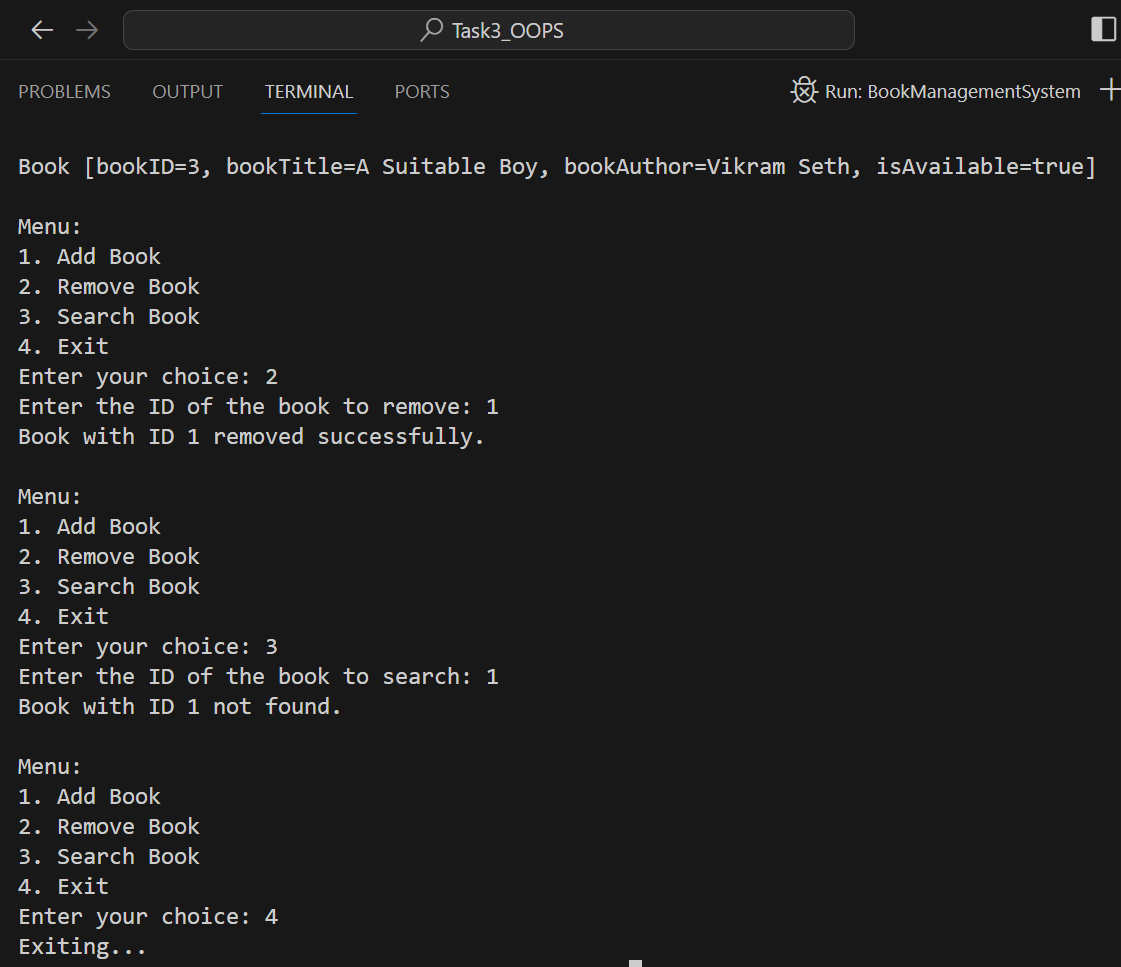 Task3_OOPS
PROBLEMS OUTPUT TERMINAL PORTS Run: BookManagementSystem
Book [bookID=3, bookTitle=A Suitable Boy, bookAuthor=Vikram Seth, isAvailable=true]
Menu:
1. Add Book
2. Remove Book
3. Search Book
4. Exit
Enter your choice: 2
Enter the ID of the book to remove: 1
Book with ID 1 removed successfully.
Menu:
1. Add Book
2. Remove Book
3. Search Book
4. Exit
Enter your choice: 3
Enter the ID of the book to search: 1
Book with ID 1 not found.
Menu:
1. Add Book
2. Remove Book
3. Search Book
4. Exit
Enter your choice: 4
Exiting...